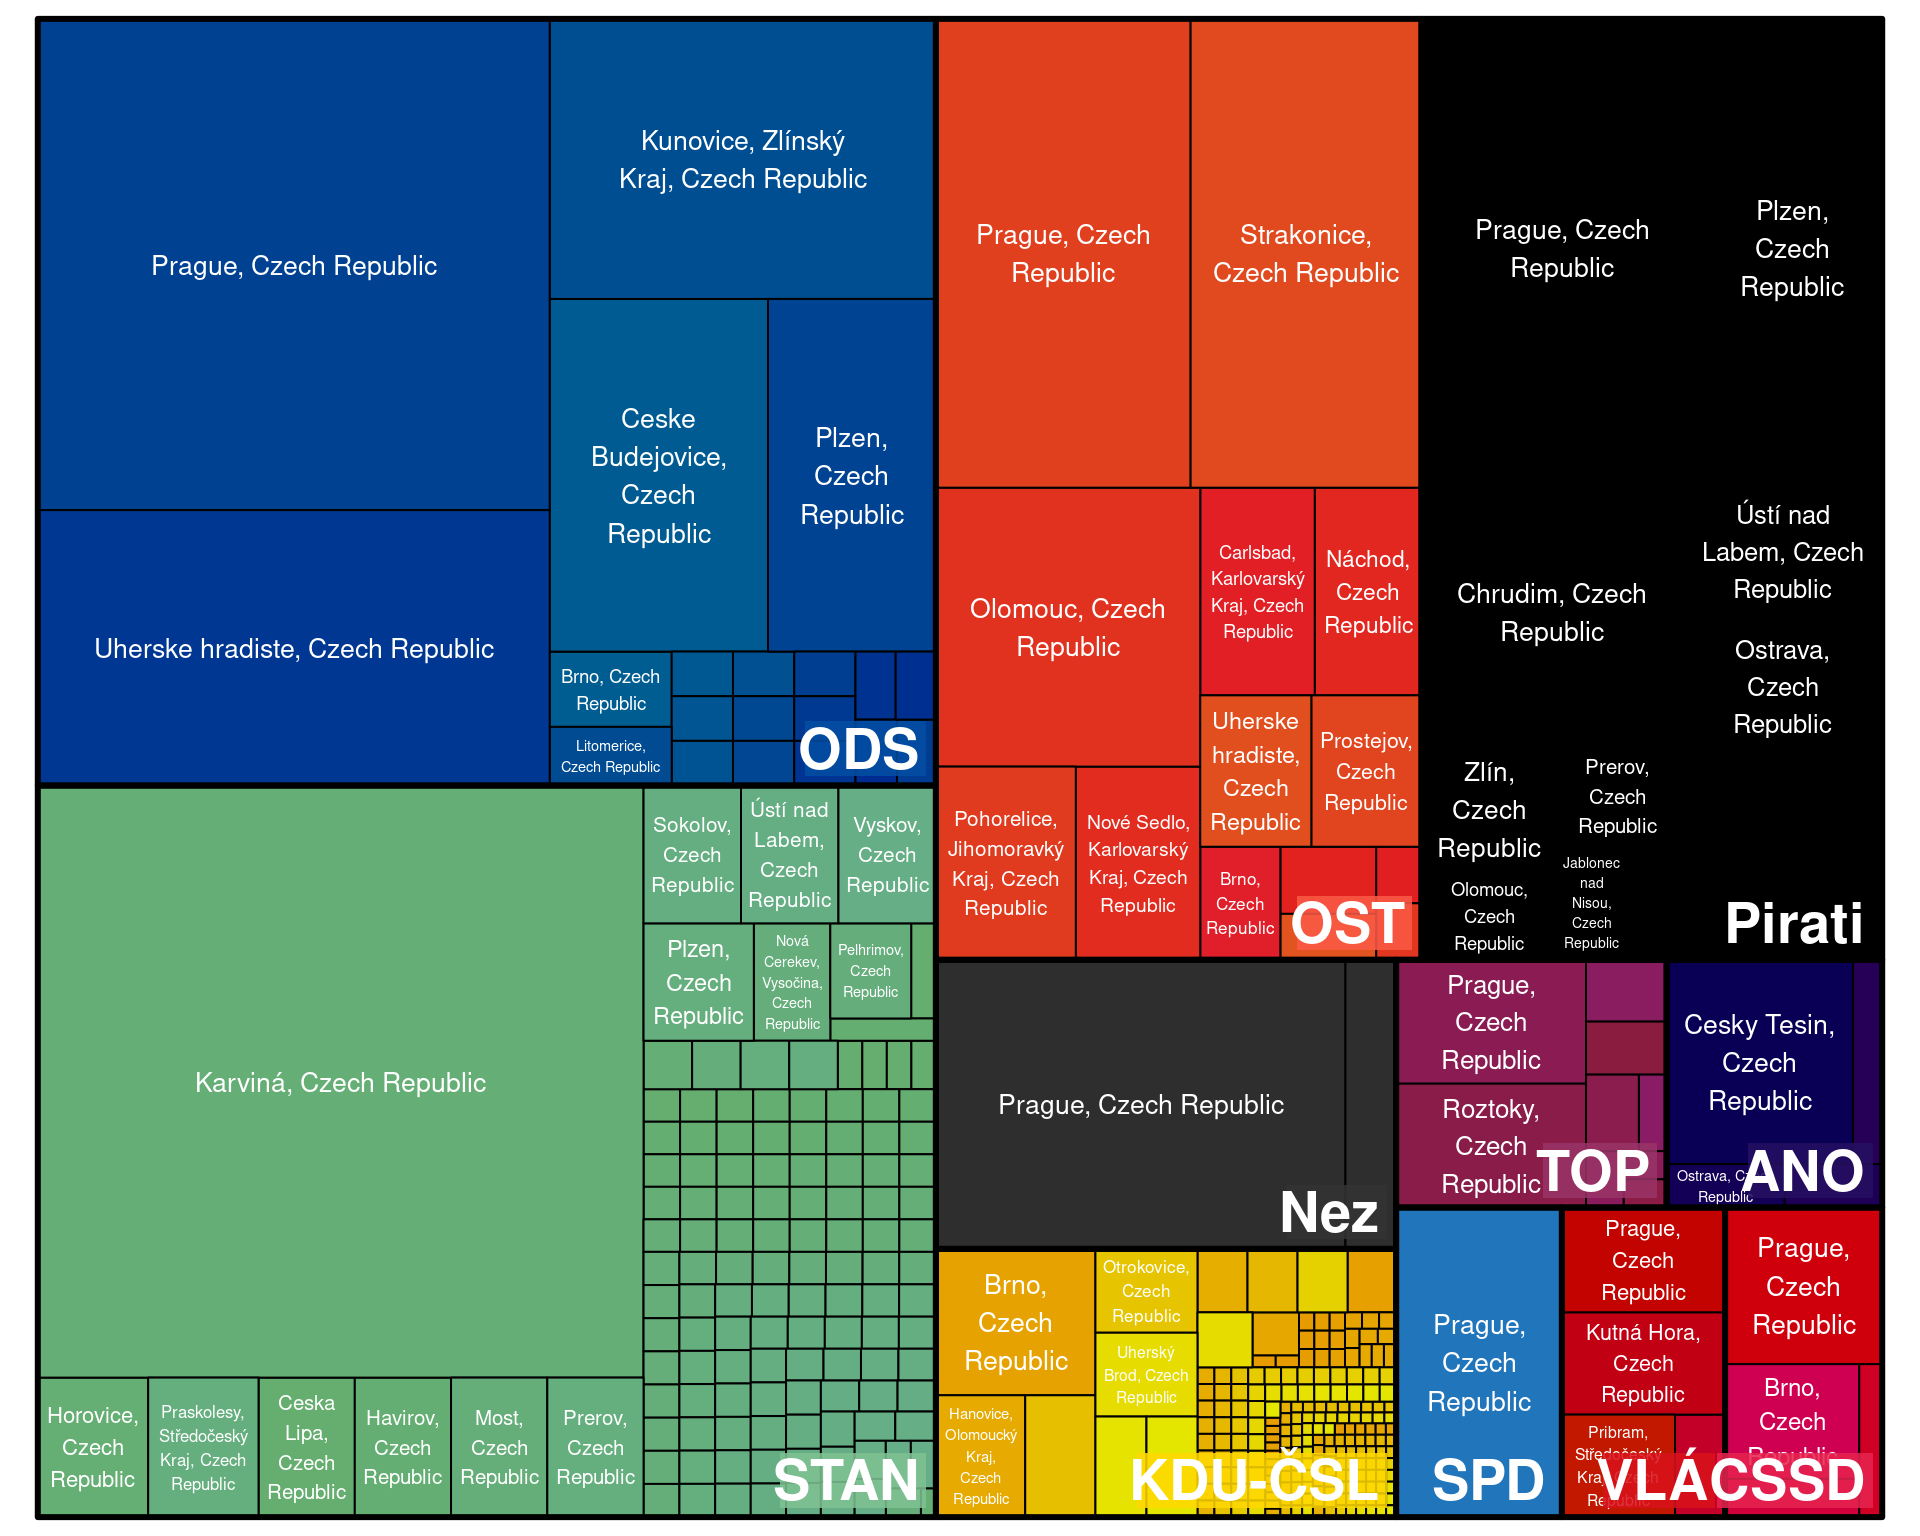 Prague, Czech Republic
Uherske hradiste, Czech Republic
Kunovice, Zlínský
Kraj, Czech Republic
Ceske
Budejovice,
Czech
Republic
Plzen,
Czech
Republic
Brno, Czech
Republic
Litomerice,
Czech Republic
ODS
Karviná, Czech Republic
Horovice,
Czech
Republic
Praskolesy,
Středočeský
Kraj, Czech
Republic
Ceska
Lipa,
Czech
Republic
Havirov,
Czech
Republic
Most,
Czech
Republic
Prerov,
Czech
Republic
Sokolov,
Czech
Republic
Ústí nad
Labem,
Czech
Republic
Vyskov,
Czech
Republic
Plzen,
Czech
Republic
Nová
Cerekev,
Vysočina,
Czech
Republic
Pelhrimov,
Czech
Republic
STAN
Prague, Czech
Republic
Strakonice,
Czech Republic
Olomouc, Czech
Republic
Carlsbad,
Karlovarský
Kraj, Czech
Republic
Náchod,
Czech
Republic
Uherske
hradiste,
Czech
Republic
Prostejov,
Czech
Republic
Pohorelice,
Jihomoravký
Kraj, Czech
Republic
Nové Sedlo,
Karlovarský
Kraj, Czech
Republic
Brno,
Czech
Republic
OST
Prague, Czech
Republic
Plzen,
Czech
Republic
Chrudim, Czech
Republic
Ústí nad
Labem, Czech
Republic
Ostrava,
Czech
Republic
Zlín,
Czech
Republic
Prerov,
Czech
Republic
Olomouc,
Czech
Republic
Jablonec
nad
Nisou,
Czech
Republic
Pirati
Prague, Czech Republic
Nez
Brno,
Czech
Republic
Hanovice,
Olomoucký
Kraj,
Czech
Republic
Otrokovice,
Czech
Republic
Uherský
Brod, Czech
Republic
KDU-ČSL
Prague,
Czech
Republic
Roztoky,
Czech
Republic
TOP
Cesky Tesin,
Czech
Republic
Ostrava, Czech
Republic
ANO
Prague,
Czech
Republic
SPD
Prague,
Czech
Republic
Kutná Hora,
Czech
Republic
Pribram,
Středočeský
Kraj, Czech
Republic
Prague,
Czech
Republic
Brno,
Czech
Republic
VLÁCSSD